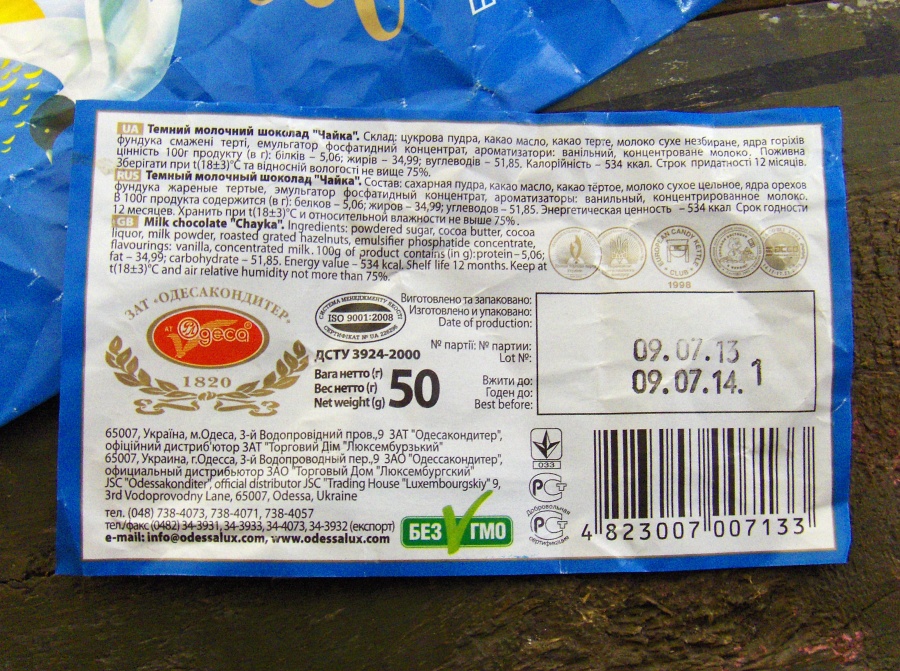 UA Темний молочний шоколад "Чайка". Склад: цукрова пудра, какао масло, какао терте, молоко сухе незбиране, ядра горіхів
фундука смажені терті, емульгатор фосфатидний концентрат, ароматизатори: ванільний, концентроване молоко. Поживна
цінність 100г продукту (в г): білків – 5,06; жирів – 34,99; вуглеводів – 51,85. Калорійність – 534 ккал. Строк придатності 12 місяців.
Зберігати при t(18±3)°С та відносній вологості не вище 75%.
RUS Темный молочный шоколад "Чайка". Состав: сахарная пудра, какао масло, какао тёртое, молоко сухое цельное, ядра орехов
фундука жареные тертые, эмульгатор фосфатидный концентрат, ароматизаторы: ванильный, концентрированное молоко.
В 100г продукта содержится (в г): белков – 5,06; жиров – 34,99; углеводов – 51,85. Энергетическая ценность – 534 ккал Срок годности
12 месяцев. Хранить при t(18±3)°С и относительной влажности не выше 75%.
GB Milk chocolate "Chayka". Ingredients: powdered sugar, cocoa butter, cocoa
liquor, milk powder, roasted grated hazelnuts, emulsifier phosphatide concentrate,
flavourings: vanilla, concentrated milk. 100g of product contains (in g): protein – 5,06;
fat – 34,99; carbohydrate – 51,85. Energy value – 534 kcal. Shelf life 12 months. Keep at
t(18±3)°C and air relative humidity not more than 75%.
EUROPEAN CANDY KETTLE
CLUB
1998
ЗАТ "ОДЕСАКОНДИТЕР"
АТ
Одеса
1820
СИСТЕМА МЕНЕДЖМЕНТУ ЯКОСТІ
ISO 9001:2008
СЕРТИФІКАТ № UA 226296
ДСТУ 3924-2000
Вага нетто (г)
Вес нетто (г)
Net weight (g)
50
Виготовлено та запаковано:
Изготовлено и упаковано:
Date of production:
№ партії: № партии:
Lot №:
Вжити до:
Годен до:
Best before:
09.07.13
09.07.14. 1
65007, Україна, м.Одеса, 3-й Водопровідний пров.,9 ЗАТ "Одесакондитер",
офіційний дистриб'ютор ЗАТ "Торговий Дім "Люксембурзький"
65007, Украина, г.Одесса, 3-й Водопроводный пер.,9 ЗАО "Одессакондитер",
официальный дистрибьютор ЗАО "Торговый Дом "Люксембургский"
JSC "Odessakonditer", official distributor JSC "Trading House "Luxembourgskiy" 9,
3rd Vodoprovodny Lane, 65007, Odessa, Ukraine
тел. (048) 738-4073, 738-4071, 738-4057
тел./факс (0482) 34-3931, 34-3933, 34-4073, 34-3932 (експорт)
e-mail: info@odessalux.com, www.odessalux.com
БЕЗ ГМО
033
Добровольная
сертификация
4 823007 007133